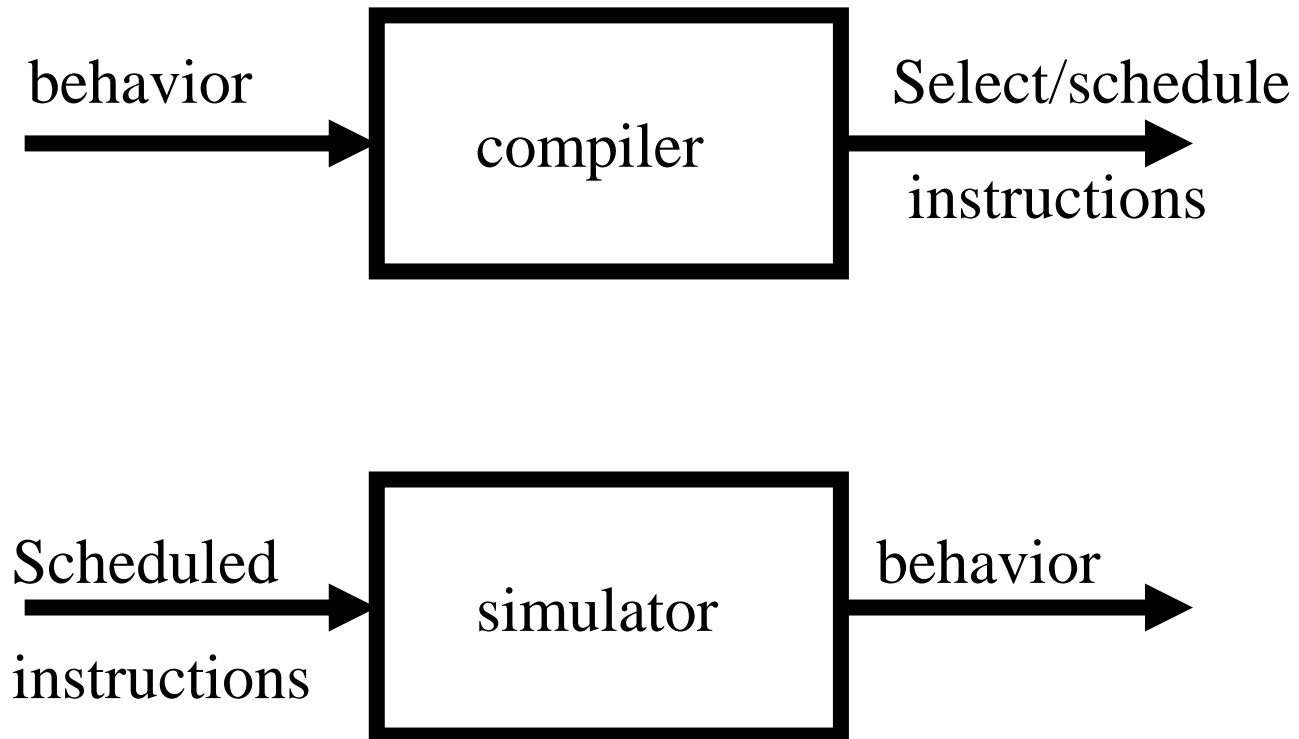 behavior
compiler
Select/schedule
instructions
Scheduled
instructions
simulator
behavior